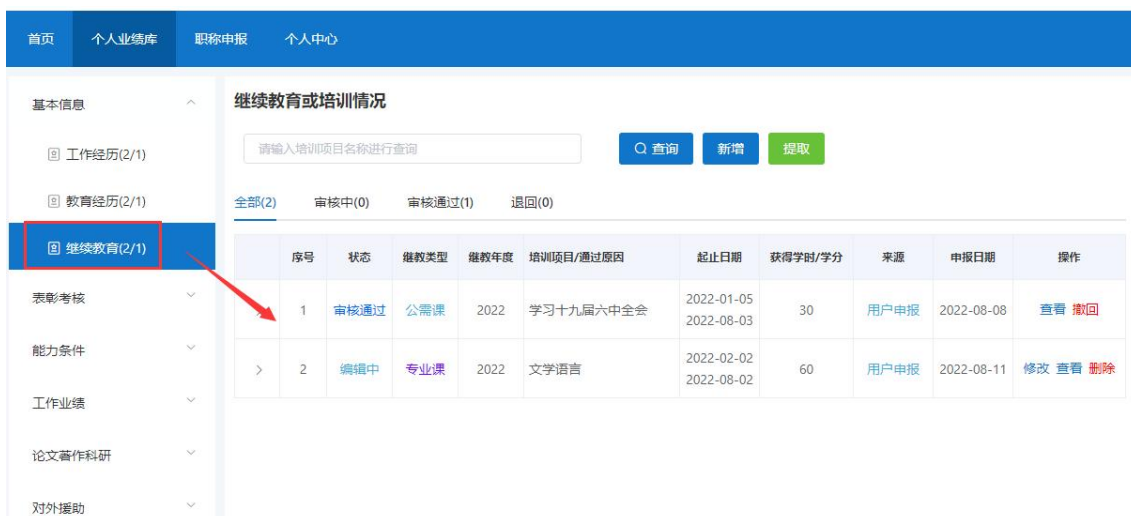 首页 个人业绩库 职称申报 个人中心
基本信息
工作经历(2/1)
教育经历(2/1)
继续教育(2/1)
表彰考核
能力条件
工作业绩
论文著作科研
对外援助
继续教育或培训情况
请输入培训项目名称进行查询 查询 新增 提取
全部(2) 审核中(0) 审核通过(1) 退回(0)
序号 状态 继教类型 继教年度 培训项目/通过原因 起止日期 获得学时/学分 来源 申报日期 操作
1 审核通过 公需课 2022 学习十九届六中全会 2022-01-05 30 用户申报 2022-08-08 查看 撤回
2022-08-03
2 编辑中 专业课 2022 文学语言 2022-02-02 60 用户申报 2022-08-11 修改 查看 删除
2022-08-02